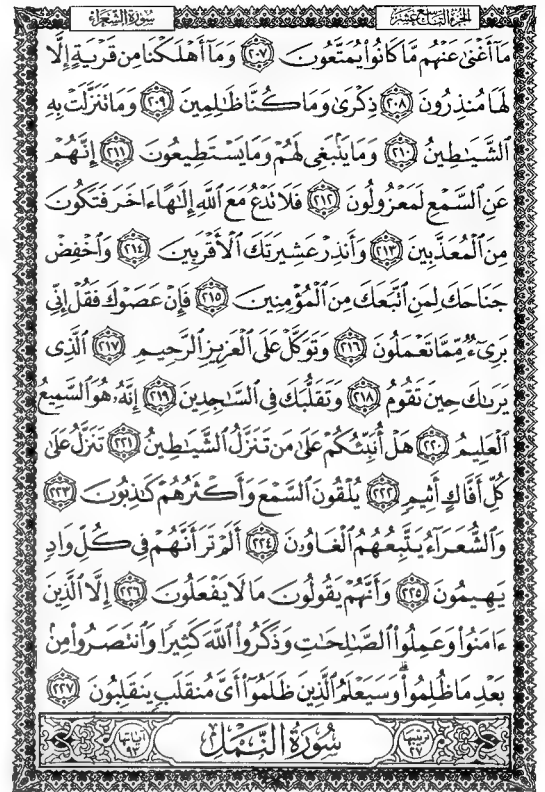 الجزء التاسع عشر
سورة الشعراء
مَآ أَغْنَىٰ عَنْهُم مَّا كَانُوا۟ يُمَتَّعُونَ ٢٠٧ وَمَآ أَهْلَكْنَا مِن قَرْيَةٍ إِلَّا
لَهَا مُنذِرُونَ ٢٠٨ ذِكْرَىٰ وَمَا كُنَّا ظَٰلِمِينَ ٢٠٩ وَمَا تَنَزَّلَتْ بِهِ
ٱلشَّيَٰطِينُ ٢١٠ وَمَا يَنۢبَغِى لَهُمْ وَمَا يَسْتَطِيعُونَ ٢١١ إِنَّهُمْ
عَنِ ٱلسَّمْعِ لَمَعْزُولُونَ ٢١٢ فَلَا تَدْعُ مَعَ ٱللَّهِ إِلَٰهًا ءَاخَرَ فَتَكُونَ
مِنَ ٱلْمُعَذَّبِينَ ٢١٣ وَأَنذِرْ عَشِيرَتَكَ ٱلْأَقْرَبِينَ ٢١٤ وَٱخْفِضْ
جَنَاحَكَ لِمَنِ ٱتَّبَعَكَ مِنَ ٱلْمُؤْمِنِينَ ٢١٥ فَإِنْ عَصَوْكَ فَقُلْ إِنِّى
بَرِىٓءٌ مِّمَّا تَعْمَلُونَ ٢١٦ وَتَوَكَّلْ عَلَى ٱلْعَزِيزِ ٱلرَّحِيمِ ٢١٧ ٱلَّذِى
يَرَىٰكَ حِينَ تَقُومُ ٢١٨ وَتَقَلُّبَكَ فِى ٱلسَّٰجِدِينَ ٢١٩ إِنَّهُۥ هُوَ ٱلسَّمِيعُ
ٱلْعَلِيمُ ٢٢٠ هَلْ أُنَبِّئُكُمْ عَلَىٰ مَن تَنَزَّلُ ٱلشَّيَٰطِينُ ٢٢١ تَنَزَّلُ عَلَىٰ
كُلِّ أَفَّاكٍ أَثِيمٍ ٢٢٢ يُلْقُونَ ٱلسَّمْعَ وَأَكْثَرُهُمْ كَٰذِبُونَ ٢٢٣
وَٱلشُّعَرَآءُ يَتَّبِعُهُمُ ٱلْغَاوُۥنَ ٢٢٤ أَلَمْ تَرَ أَنَّهُمْ فِى كُلِّ وَادٍ
يَهِيمُونَ ٢٢٥ وَأَنَّهُمْ يَقُولُونَ مَا لَا يَفْعَلُونَ ٢٢٦ إِلَّا ٱلَّذِينَ
ءَامَنُوا۟ وَعَمِلُوا۟ ٱلصَّٰلِحَٰتِ وَذَكَرُوا۟ ٱللَّهَ كَثِيرًا وَٱنتَصَرُوا۟ مِنۢ
بَعْدِ مَا ظُلِمُوا۟ ۗ وَسَيَعْلَمُ ٱلَّذِينَ ظَلَمُوٓا۟ أَىَّ مُنقَلَبٍ يَنقَلِبُونَ ٢٢٧
ترتيبها ٢٧ سُورَةُ النَّمْلِ آياتها ٩٣